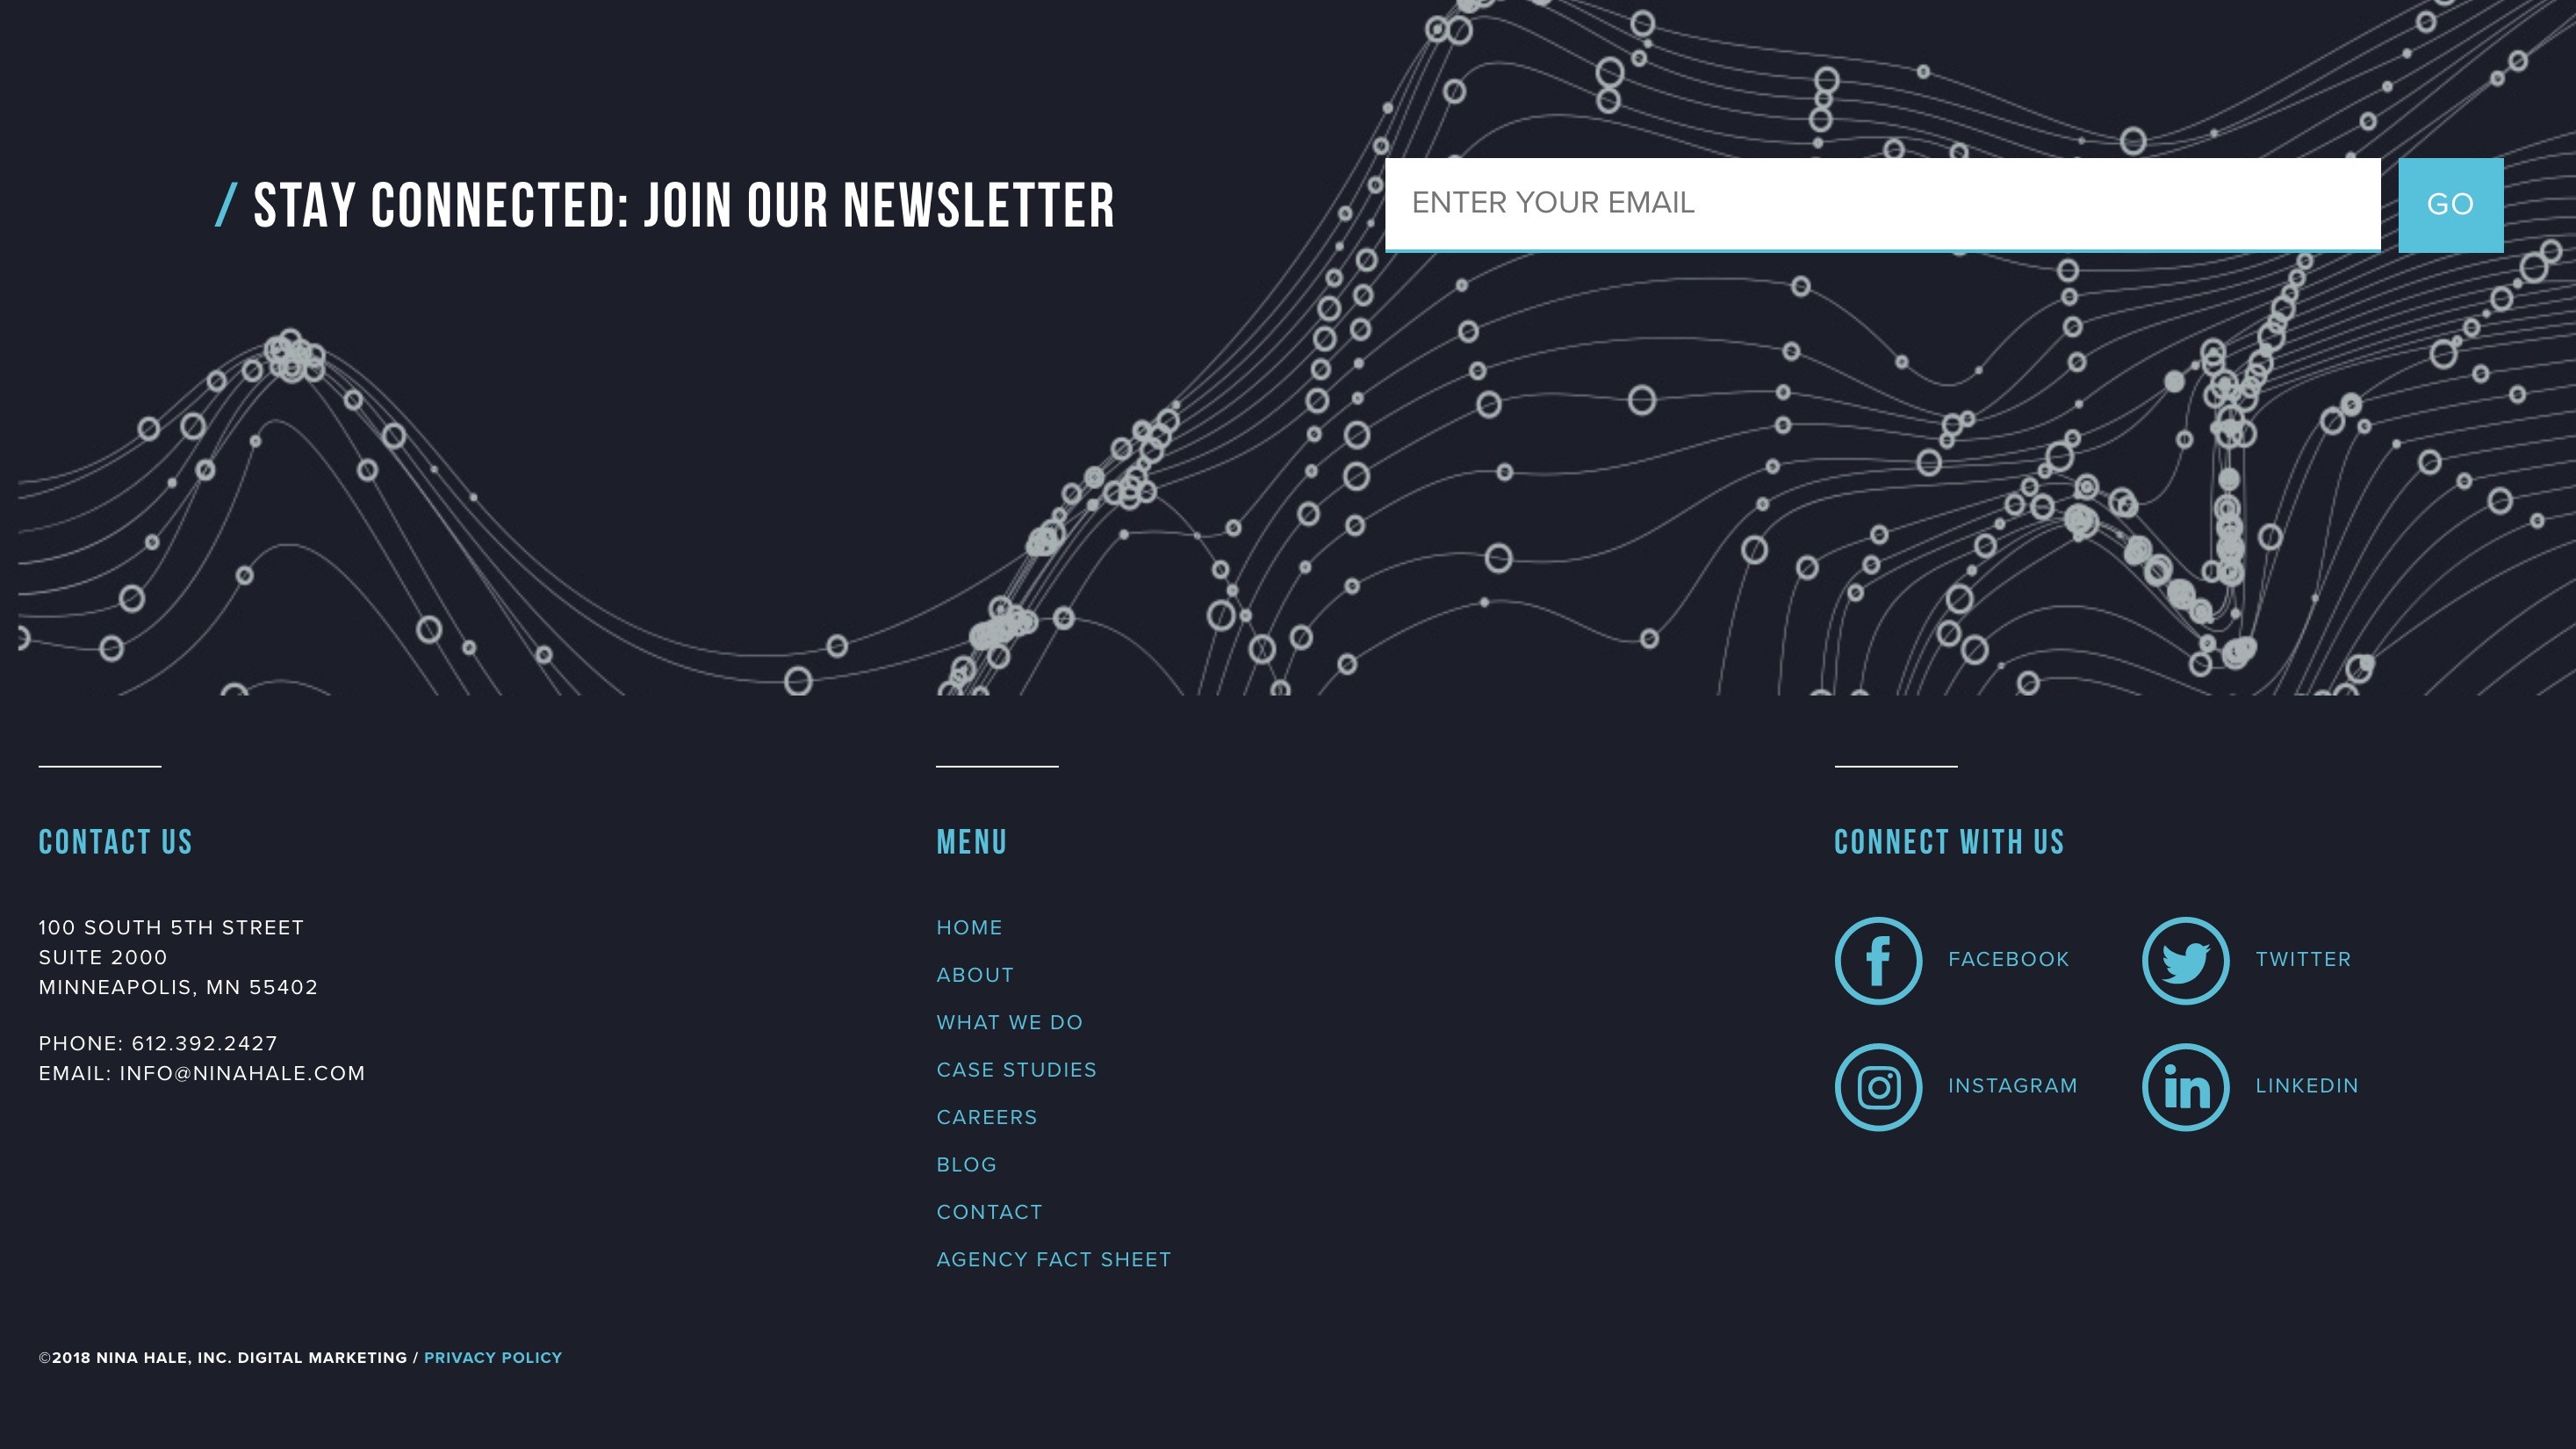 / STAY CONNECTED: JOIN OUR NEWSLETTER
ENTER YOUR EMAIL
GO
CONTACT US
100 SOUTH 5TH STREET
SUITE 2000
MINNEAPOLIS, MN 55402
PHONE: 612.392.2427
EMAIL: INFO@NINAHALE.COM
MENU
HOME
ABOUT
WHAT WE DO
CASE STUDIES
CAREERS
BLOG
CONTACT
AGENCY FACT SHEET
CONNECT WITH US
FACEBOOK
TWITTER
INSTAGRAM
LINKEDIN
©2018 NINA HALE, INC. DIGITAL MARKETING / PRIVACY POLICY